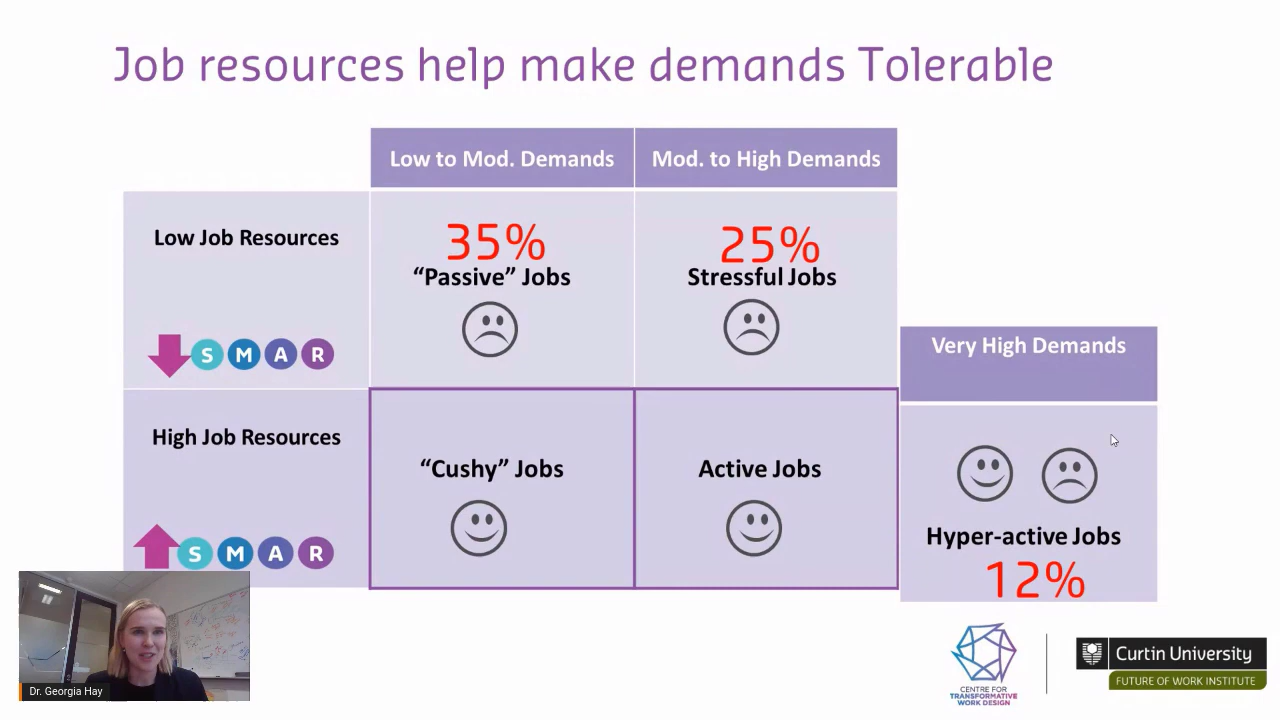 Job resources help make demands Tolerable
Low to Mod. Demands
Mod. to High Demands
Low Job Resources
35%
"Passive" Jobs
25%
Stressful Jobs
S M A R
Very High Demands
High Job Resources
"Cushy" Jobs
Active Jobs
Hyper-active Jobs
12%
S M A R
Dr. Georgia Hay
CENTRE FOR
TRANSFORMATIVE
WORK DESIGN
Curtin University
FUTURE OF WORK INSTITUTE